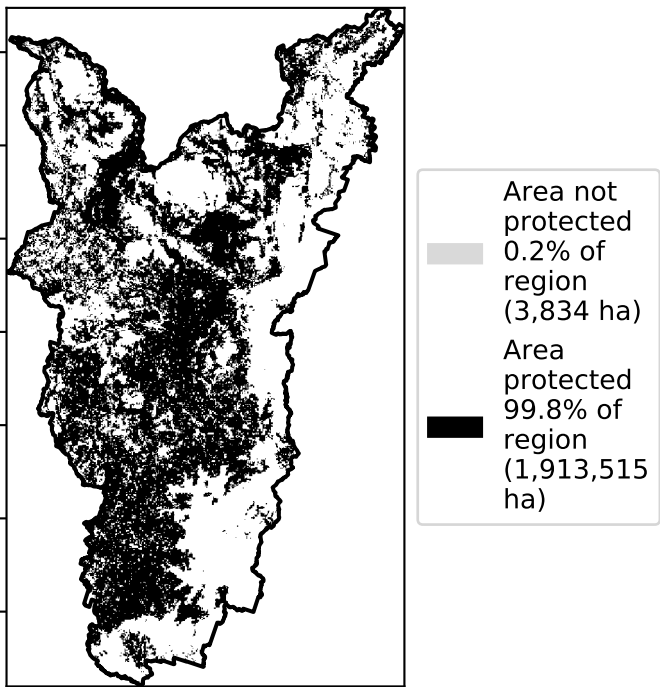 Area not
protected
0.2% of
region
(3,834 ha)
Area
protected
99.8% of
region
(1,913,515
ha)